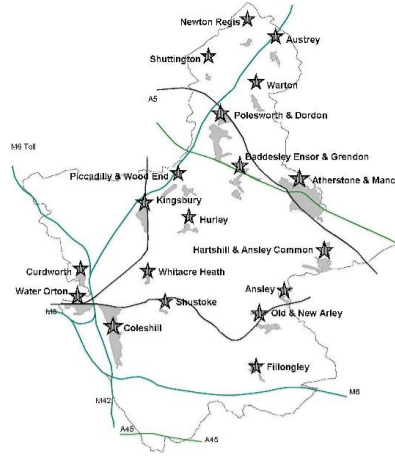 Newton Regis
Austrey
Shuttington
Warton
A5
Polesworth & Dordon
M6 Toll
Baddesley Ensor & Grendon
Piccadilly & Wood End
Atherstone & Manc
Kingsbury
Hurley
Hartshill & Ansley Common
Curdworth
Whitacre Heath
Water Orton
Ansley
Shustoke
M6
Old & New Arley
Coleshill
Fillongley
M6
M42
A45
A45